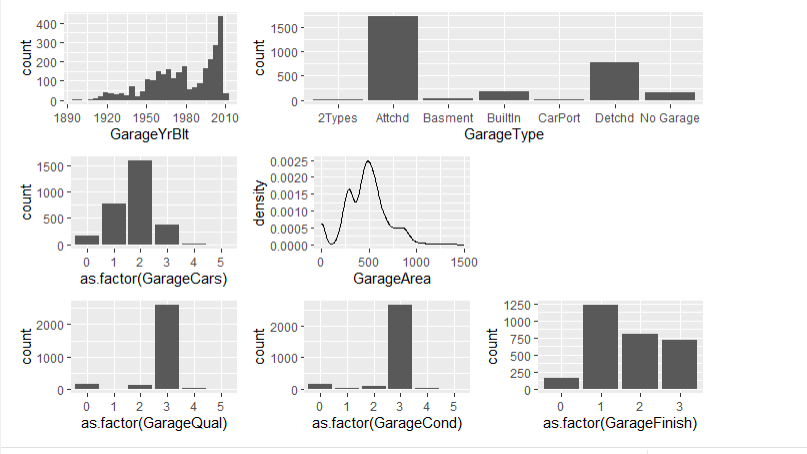 400
300
200
100
0
count
1890 1920 1950 1980 2010
GarageYrBlt
1500
1000
500
0
count
2Types Attchd Basment BuiltIn CarPort Detchd No Garage
GarageType
1500
1000
500
0
count
0 1 2 3 4 5
as.factor(GarageCars)
0.0025
0.0020
0.0015
0.0010
0.0005
0.0000
density
0 500 1000 1500
GarageArea
2000
1000
0
count
0 1 2 3 4 5
as.factor(GarageQual)
2000
1000
0
count
0 1 2 3 4 5
as.factor(GarageCond)
1250
1000
750
500
250
0
count
0 1 2 3
as.factor(GarageFinish)